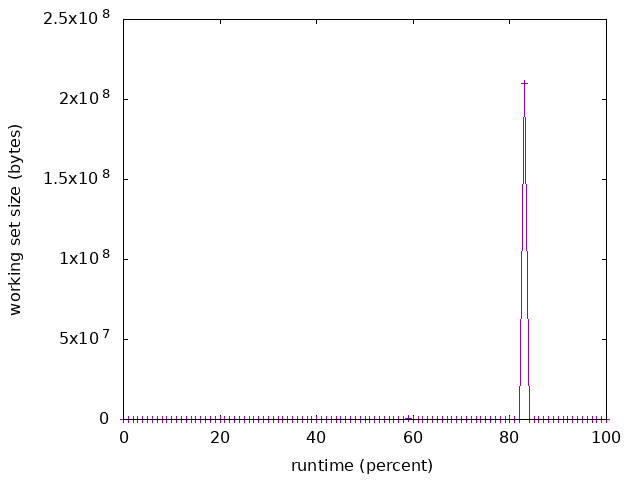 2.5x10^8
2x10^8
1.5x10^8
1x10^8
5x10^7
0
working set size (bytes)
0 20 40 60 80 100
runtime (percent)